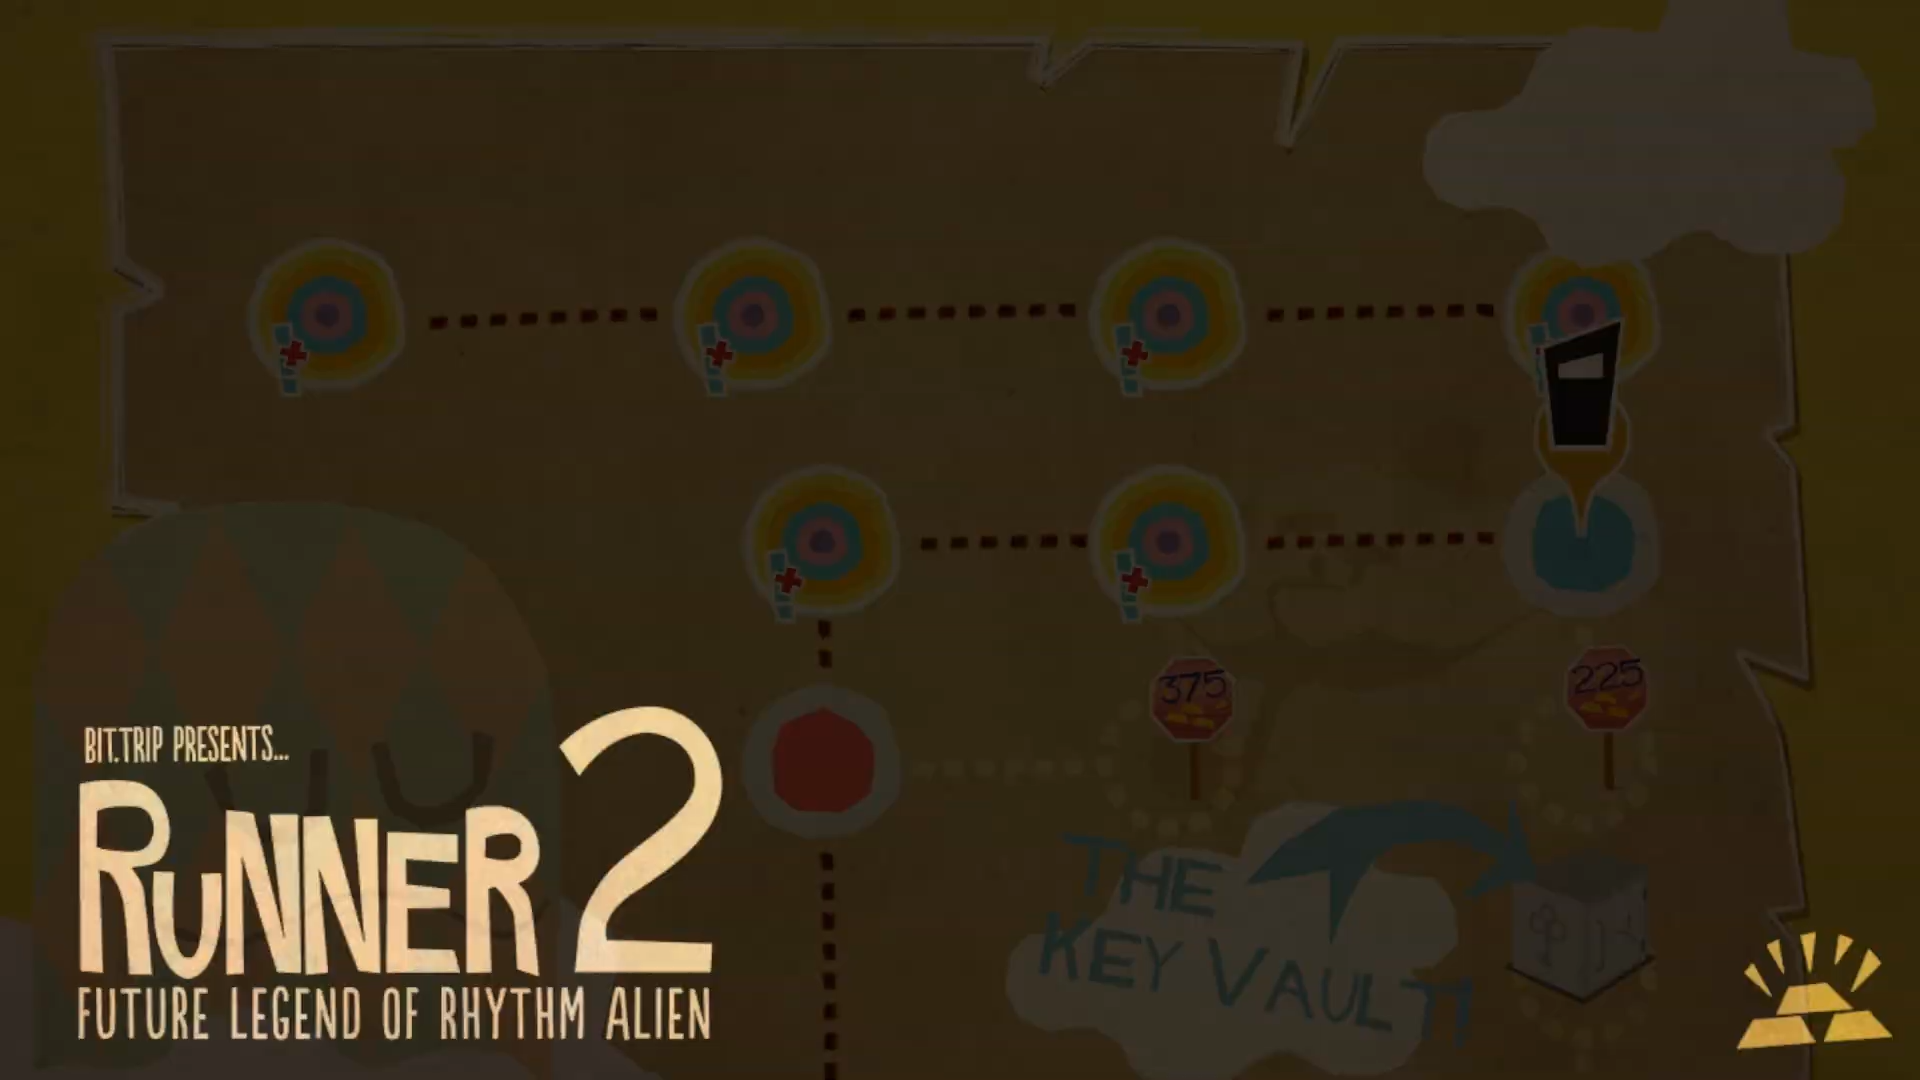 375
225
THE
KEY VAULT!
BIT.TRIP PRESENTS...
RUNNER 2
FUTURE LEGEND OF RHYTHM ALIEN